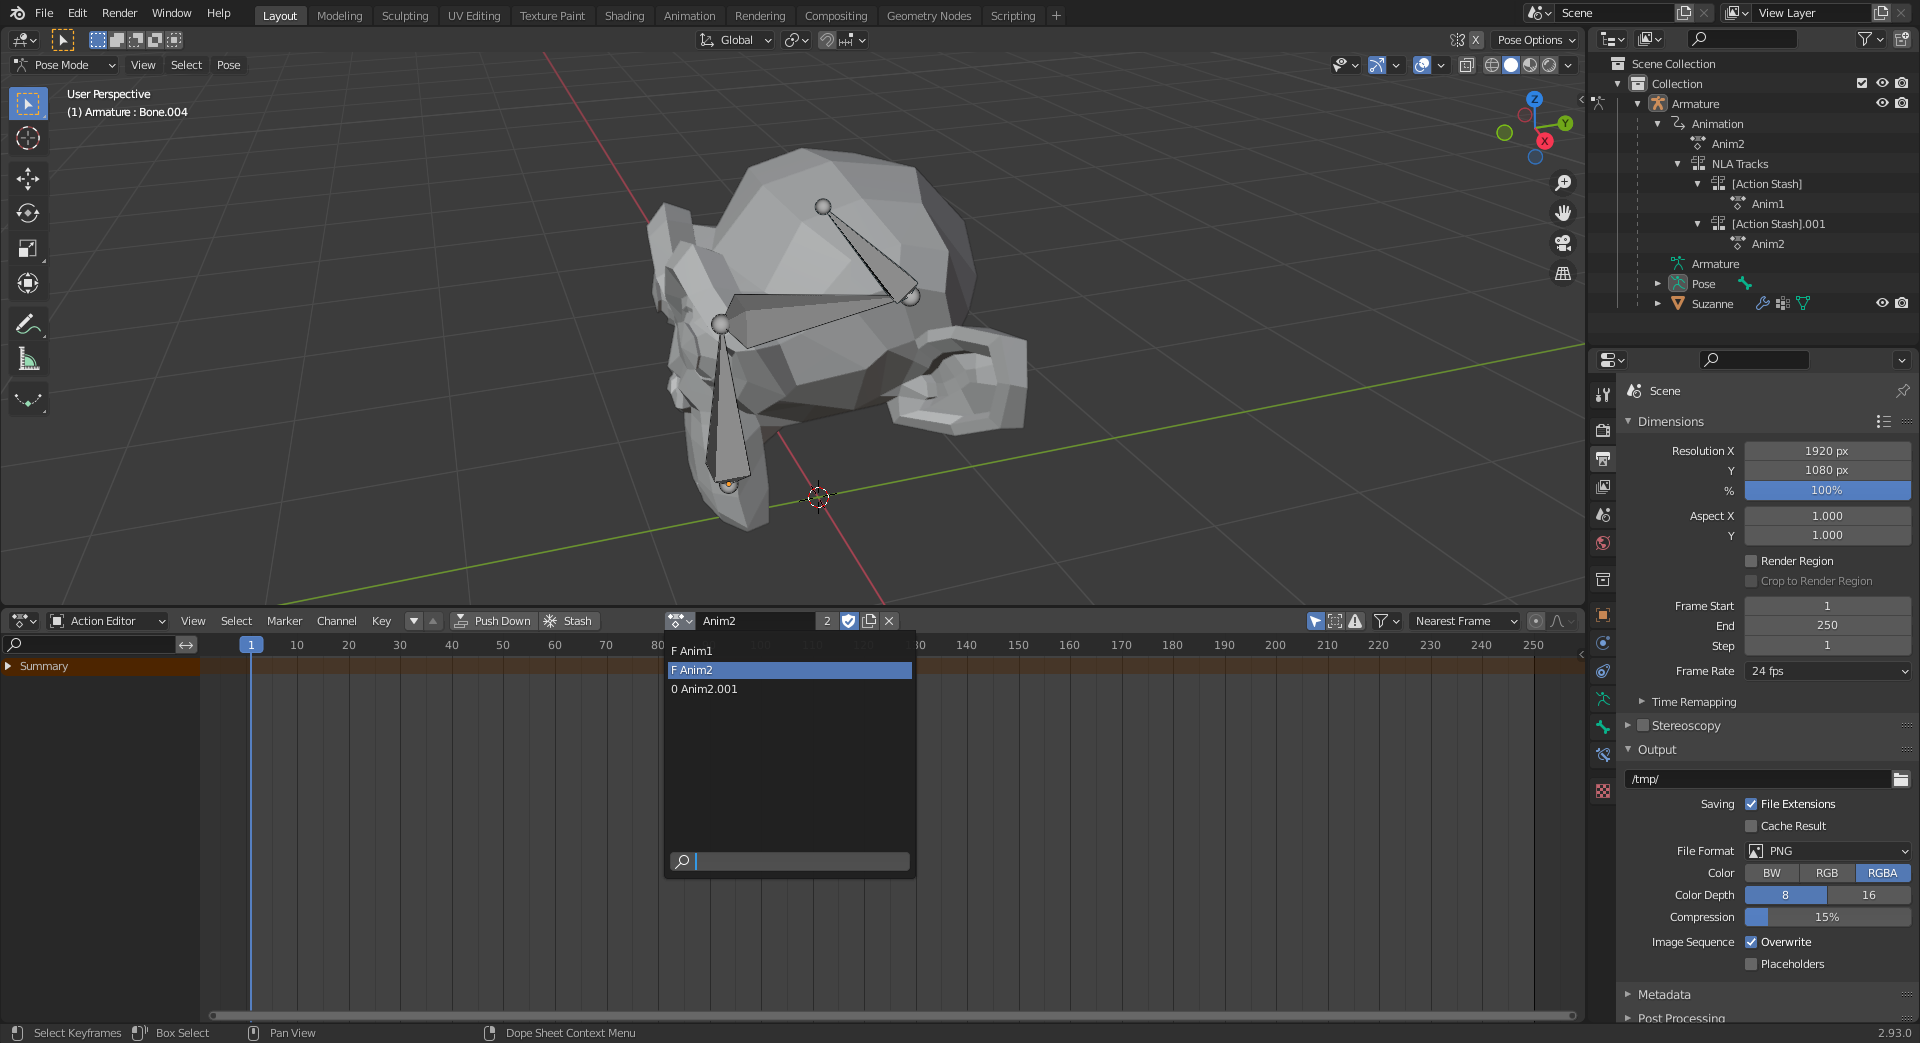 File Edit Render Window Help Layout Modeling Sculpting UV Editing Texture Paint Shading Animation Rendering Compositing Geometry Nodes Scripting + Scene View Layer
Global X Pose Options
Pose Mode View Select Pose
User Perspective
(1) Armature : Bone.004
Z
Y
X
Scene Collection
Collection
Armature
Animation
Anim2
NLA Tracks
[Action Stash]
Anim1
[Action Stash].001
Anim2
Armature
Pose
Suzanne
Scene
Dimensions
Resolution X 1920 px
Y 1080 px
% 100%
Aspect X 1.000
Y 1.000
Render Region
Crop to Render Region
Frame Start 1
End 250
Step 1
Frame Rate 24 fps
Time Remapping
Stereoscopy
Output
/tmp/
Saving File Extensions
Cache Result
File Format PNG
Color BW RGB RGBA
Color Depth 8 16
Compression 15%
Image Sequence Overwrite
Placeholders
Metadata
Post Processing
Action Editor View Select Marker Channel Key Push Down Stash Anim2 2 Nearest Frame
1 10 20 30 40 50 60 70 80 100 110 120 130 140 150 160 170 180 190 200 210 220 230 240 250
Summary
F Anim1
F Anim2
0 Anim2.001
Select Keyframes Box Select Pan View Dope Sheet Context Menu 2.93.0